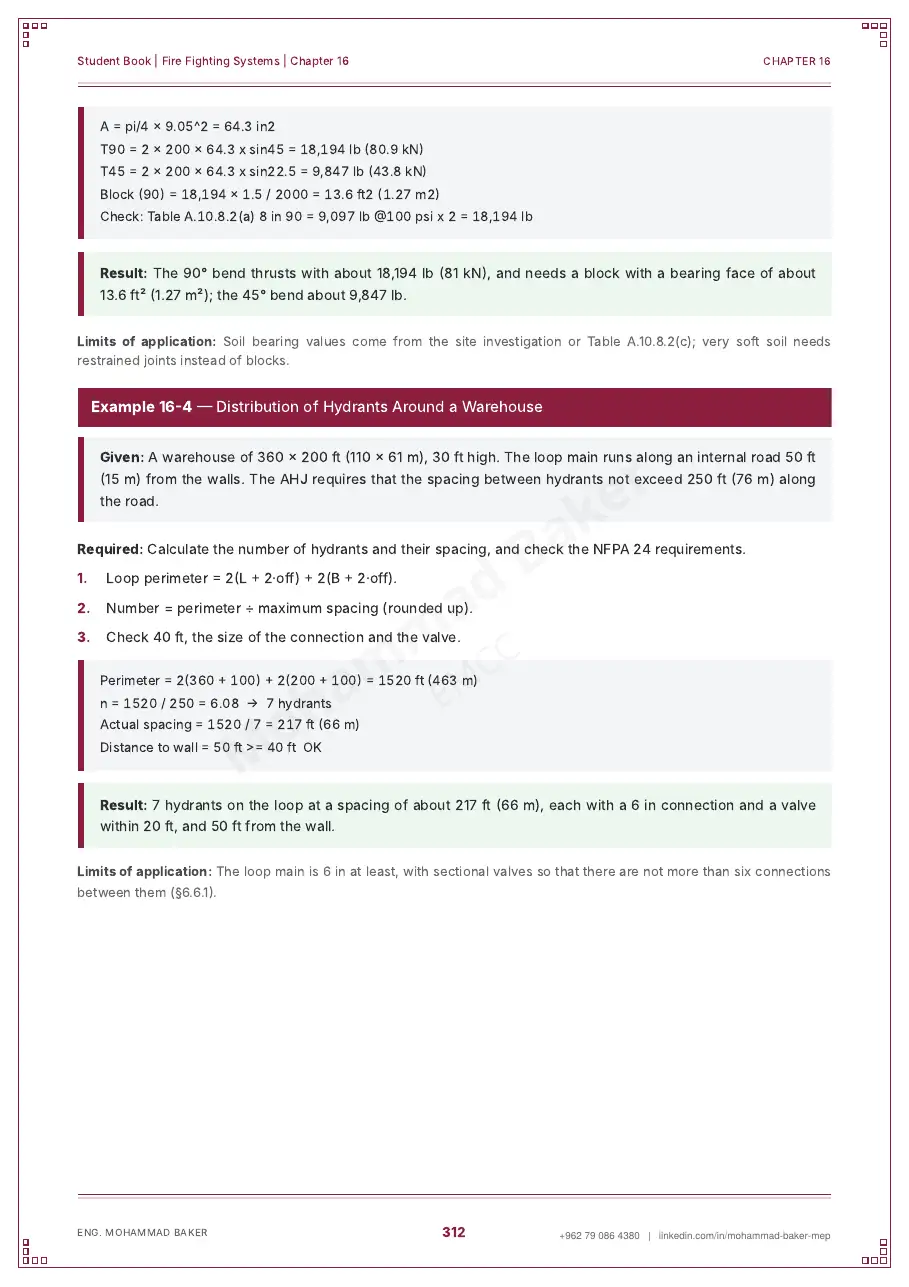 Student Book | Fire Fighting Systems | Chapter 16
CHAPTER 16
A = pi/4 × 9.05^2 = 64.3 in2
T90 = 2 × 200 × 64.3 x sin45 = 18,194 lb (80.9 kN)
T45 = 2 × 200 × 64.3 x sin22.5 = 9,847 lb (43.8 kN)
Block (90) = 18,194 × 1.5 / 2000 = 13.6 ft2 (1.27 m2)
Check: Table A.10.8.2(a) 8 in 90 = 9,097 lb @100 psi x 2 = 18,194 lb
Result: The 90° bend thrusts with about 18,194 lb (81 kN), and needs a block with a bearing face of about
13.6 ft² (1.27 m²); the 45° bend about 9,847 lb.
Limits of application: Soil bearing values come from the site investigation or Table A.10.8.2(c); very soft soil needs
restrained joints instead of blocks.
Example 16-4 — Distribution of Hydrants Around a Warehouse
Given: A warehouse of 360 × 200 ft (110 × 61 m), 30 ft high. The loop main runs along an internal road 50 ft
(15 m) from the walls. The AHJ requires that the spacing between hydrants not exceed 250 ft (76 m) along
the road.
Required: Calculate the number of hydrants and their spacing, and check the NFPA 24 requirements.
1. Loop perimeter = 2(L + 2·off) + 2(B + 2·off).
2. Number = perimeter ÷ maximum spacing (rounded up).
3. Check 40 ft, the size of the connection and the valve.
Perimeter = 2(360 + 100) + 2(200 + 100) = 1520 ft (463 m)
n = 1520 / 250 = 6.08 → 7 hydrants
Actual spacing = 1520 / 7 = 217 ft (66 m)
Distance to wall = 50 ft >= 40 ft OK
Result: 7 hydrants on the loop at a spacing of about 217 ft (66 m), each with a 6 in connection and a valve
within 20 ft, and 50 ft from the wall.
Limits of application: The loop main is 6 in at least, with sectional valves so that there are not more than six connections
between them (§6.6.1).
Mohammad Baker
EMCC
ENG. MOHAMMAD BAKER
312
+962 79 086 4380 | linkedin.com/in/mohammad-baker-mep